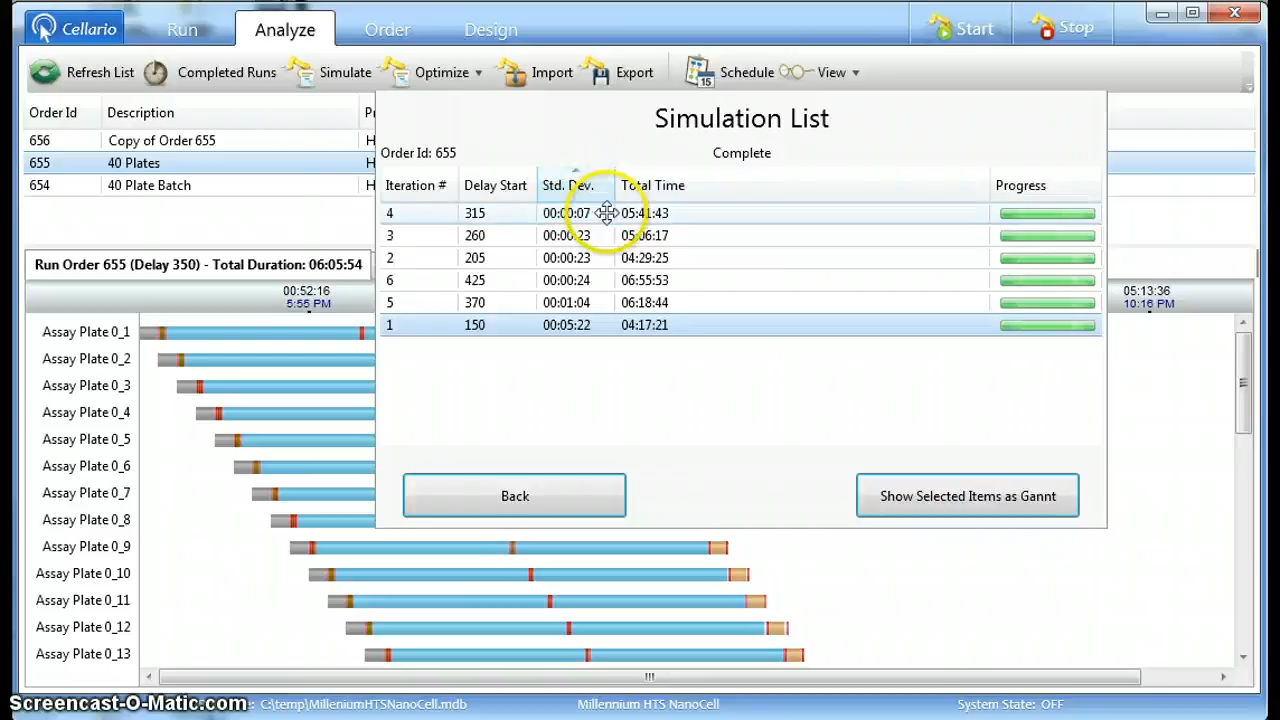 Cellario Run Analyze Order Design Start Stop
Refresh List Completed Runs Simulate Optimize Import Export 15 Schedule View
Order Id Description
656 Copy of Order 655 H
655 40 Plates H
654 40 Plate Batch H
Simulation List
Order Id: 655 Complete
Iteration # Delay Start Std. Dev. Total Time Progress
4 315 00:00:07 05:41:43
3 260 00:00:23 05:06:17
2 205 00:00:23 04:29:25
6 425 00:00:24 06:55:53
5 370 00:01:04 06:18:44
1 150 00:05:22 04:17:21
Back Show Selected Items as Gannt
Run Order 655 (Delay 350) - Total Duration: 06:05:54
00:52:16 05:13:36
5:55 PM 10:16 PM
Assay Plate 0_1
Assay Plate 0_2
Assay Plate 0_3
Assay Plate 0_4
Assay Plate 0_5
Assay Plate 0_6
Assay Plate 0_7
Assay Plate 0_8
Assay Plate 0_9
Assay Plate 0_10
Assay Plate 0_11
Assay Plate 0_12
Assay Plate 0_13
Screencast-O-Matic.com C:\temp\MilleniumHTSNanoCell.mdb Millennium HTS NanoCell System State: OFF